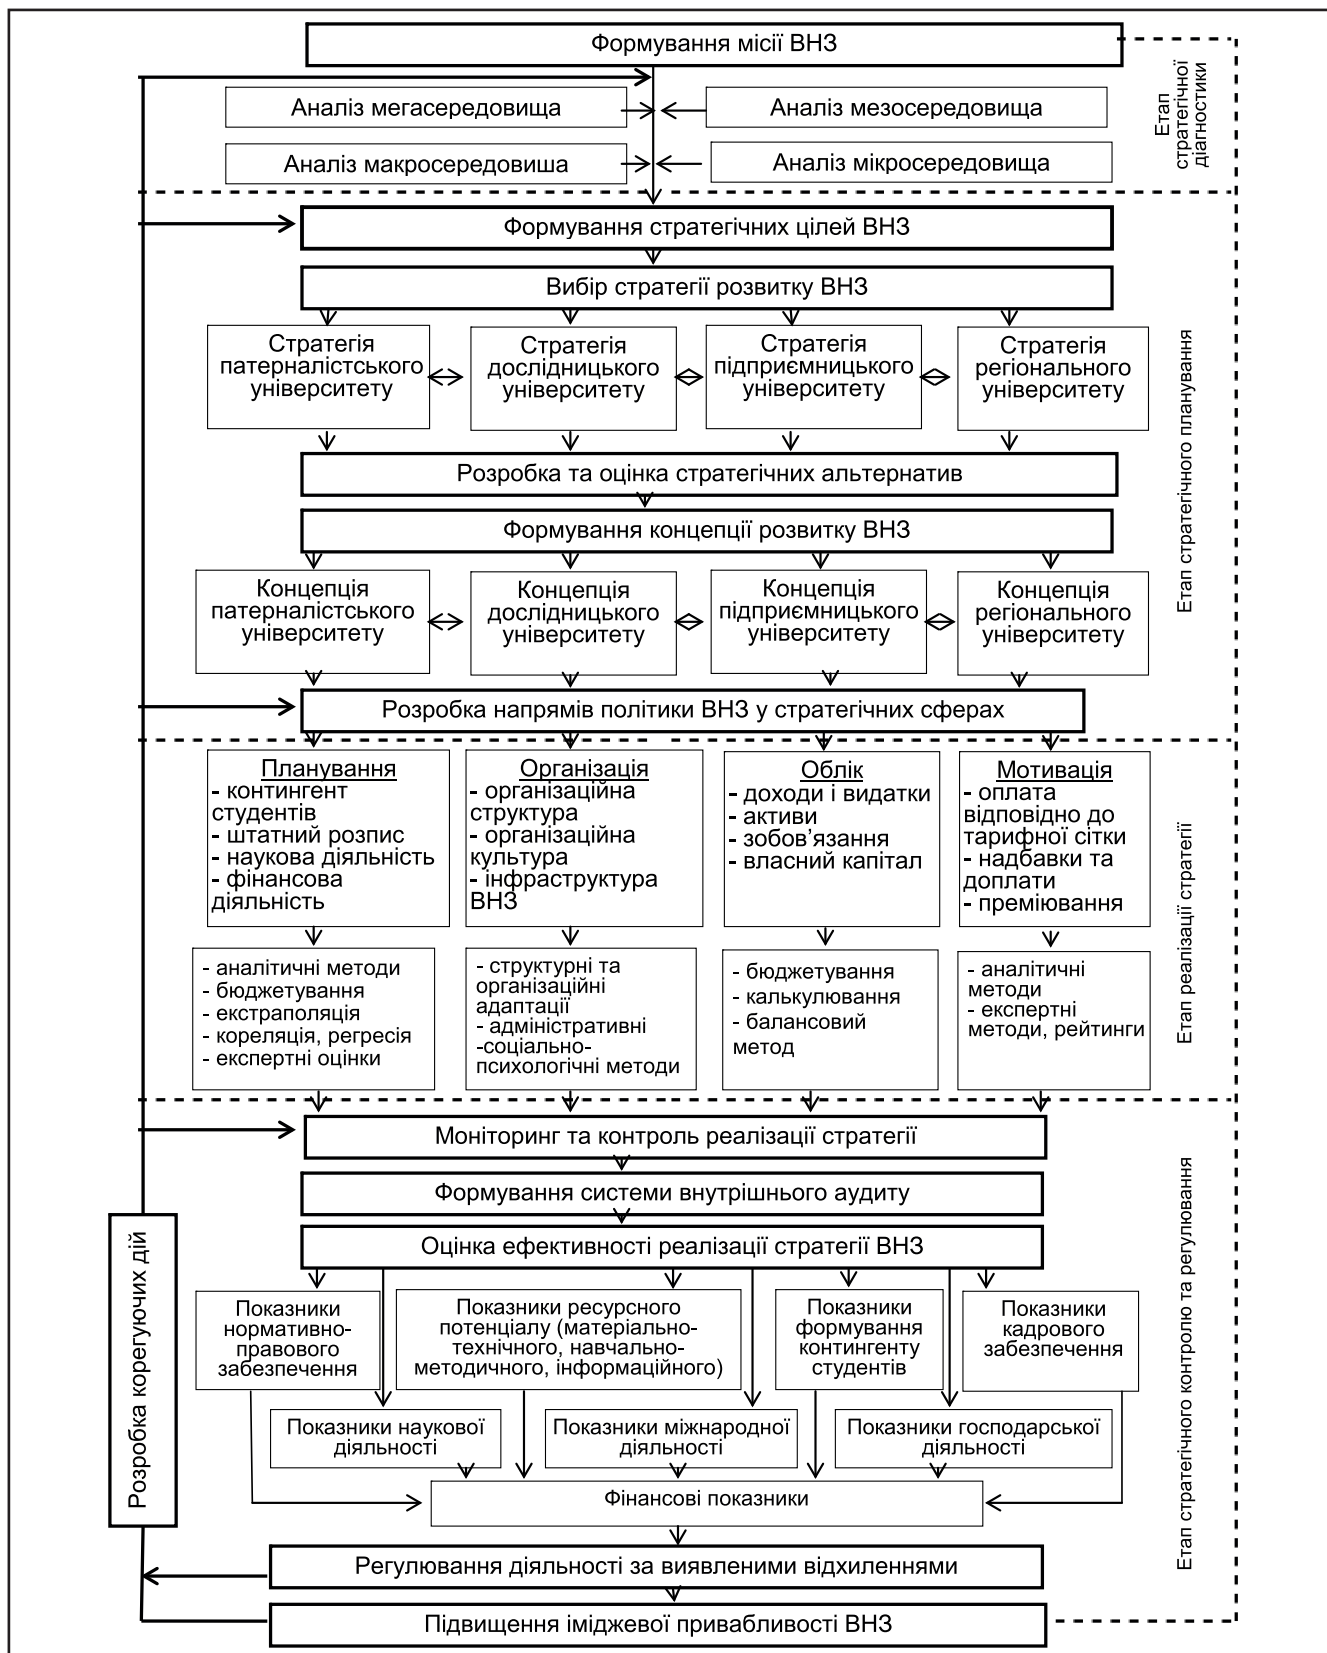 Формування місії ВНЗ
Аналіз мегасередовища
Аналіз мезосередовища
Аналіз макросередовиша
Аналіз мікросередовища
Етап
стратегічної
діагностики
Формування стратегічних цілей ВНЗ
Вибір стратегії розвитку ВНЗ
Стратегія
патерналістського
університету
Стратегія
дослідницького
університету
Стратегія
підприємницького
університету
Стратегія
регіонального
університету
Розробка та оцінка стратегічних альтернатив
Формування концепції розвитку ВНЗ
Концепція
патерналістського
університету
Концепція
дослідницького
університету
Концепція
підприємницького
університету
Концепція
регіонального
університету
Етап стратегічного планування
Розробка напрямів політики ВНЗ у стратегічних сферах
Планування
- контингент
студентів
- штатний розпис
- наукова діяльність
- фінансова
діяльність
Організація
- організаційна
структура
- організаційна
культура
- інфраструктура
ВНЗ
Облік
- доходи і видатки
- активи
- зобов’язання
- власний капітал
Мотивація
- оплата
відповідно до
тарифної сітки
- надбавки та
доплати
- преміювання
- аналітичні методи
- бюджетування
- екстраполяція
- кореляція, регресія
- експертні оцінки
- структурні та
організаційні
адаптації
- адміністративні
-соціально-
психологічні методи
- бюджетування
- калькулювання
- балансовий
метод
- аналітичні
методи
- експертні
методи, рейтинги
Етап реалізації стратегії
Моніторинг та контроль реалізації стратегії
Формування системи внутрішнього аудиту
Оцінка ефективності реалізації стратегії ВНЗ
Показники
нормативно-
правового
забезпечення
Показники ресурсного
потенціалу (матеріально-
технічного, навчально-
методичного, інформаційного)
Показники
формування
контингенту
студентів
Показники
кадрового
забезпечення
Показники наукової
діяльності
Показники міжнародної
діяльності
Показники господарської
діяльності
Фінансові показники
Регулювання діяльності за виявленими відхиленнями
Підвищення іміджевої привабливості ВНЗ
Розробка корегуючих дій
Етап стратегічного контролю та регулювання